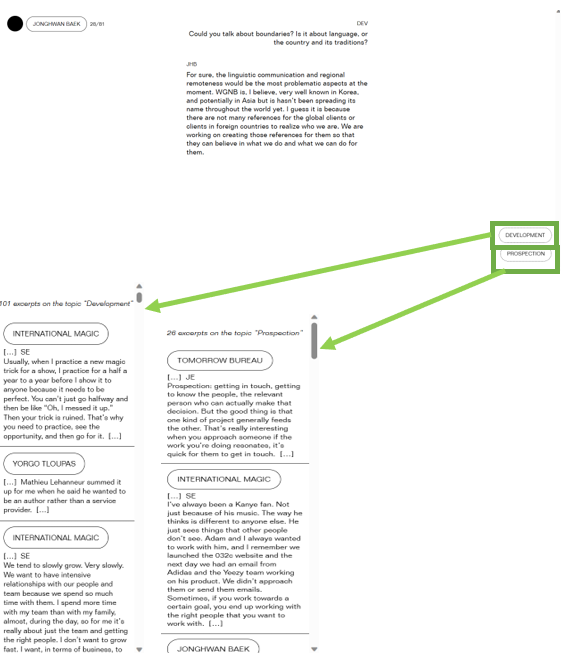 JONGHWAN BAEK 26/61
DEV
Could you talk about boundaries? Is it about language, or
the country and its traditions?
JHB
For sure, the linguistic communication and regional
remoteness would be the most problematic aspects at the
moment. WGNB is, I believe, very well known in Korea,
and potentially in Asia but is hasn't been spreading its
name throughout the world yet. I guess it is because
there are not many references for the global clients or
clients in foreign countries to realize who we are. We are
working on creating those references for them so that
they can believe in what we do and what we can do for
them.
DEVELOPMENT
PROSPECTION
101 excerpts on the topic "Development"
INTERNATIONAL MAGIC
[...] SE
Usually, when I practice a new magic
trick for a show, I practice for a half a
year to a year before I show it to
anyone because it needs to be
perfect. You can't just go halfway and
then be like "Oh, I messed it up."
Then your trick is ruined. That's why
you need to practice, see the
opportunity, and then go for it. [...]
YORGO TLOUPAS
[...] Mathieu Lehanneur summed it
up for me when he said he wanted to
be an author rather than a service
provider. [...]
INTERNATIONAL MAGIC
[...] SE
We tend to slowly grow. Very slowly.
We want to have intensive
relationships with our people and
team because we spend so much
time with them. I spend more time
with my team than with my family,
almost, during the day, so for me it's
really about just the team and getting
the right people. I don't want to grow
fast. I want, in terms of business, to
26 excerpts on the topic "Prospection"
TOMORROW BUREAU
[...] JE
Prospection: getting in touch, getting
to know the people, the relevant
person who can actually make that
decision. But the good thing is that
one kind of project generally feeds
the other. That's really interesting
when you approach someone if the
work you're doing resonates, it's
quick for them to get in touch. [...]
INTERNATIONAL MAGIC
[...] SE
I've always been a Kanye fan. Not
just because of his music. The way he
thinks is different to anyone else. He
just sees things that other people
don't see. Adam and I always wanted
to work with him, and I remember we
launched the 032c website and the
next day we had an email from
Adidas and the Yeezy team working
on his product. We didn't approach
them or send them emails.
Sometimes, if you work towards a
certain goal, you end up working with
the right people that you want to
work with. [...]
JONGHWAN BAEK